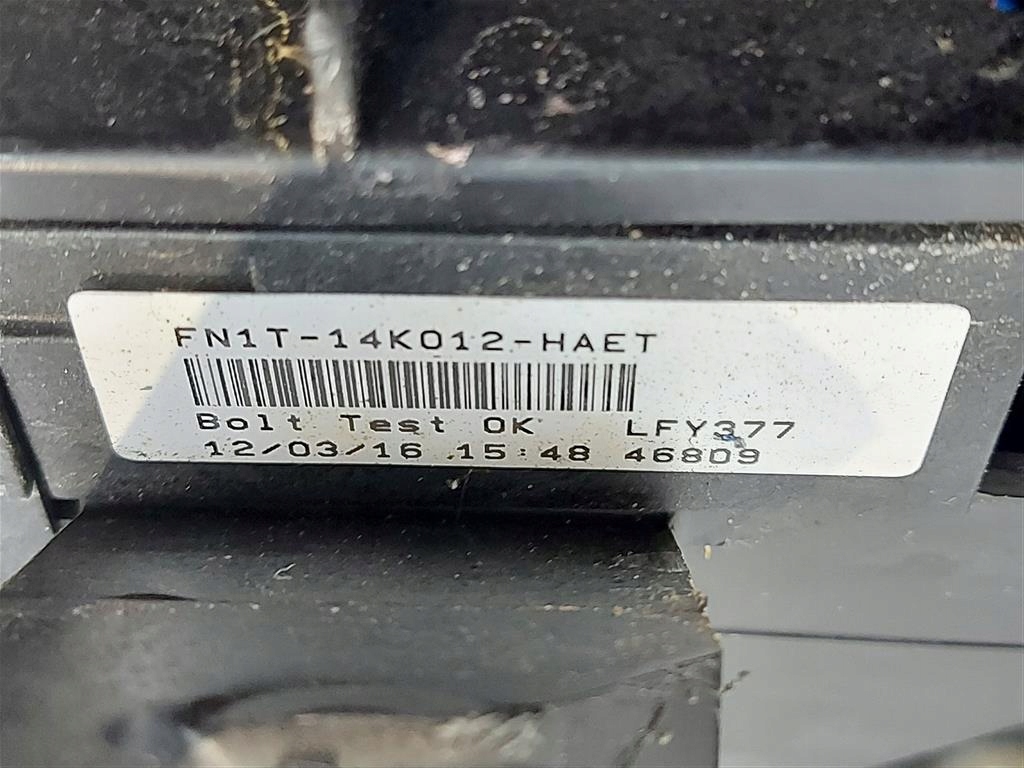 FN1T-14K012-HAET
Bolt Test OK LFY377
12/03/16 15:48 46809